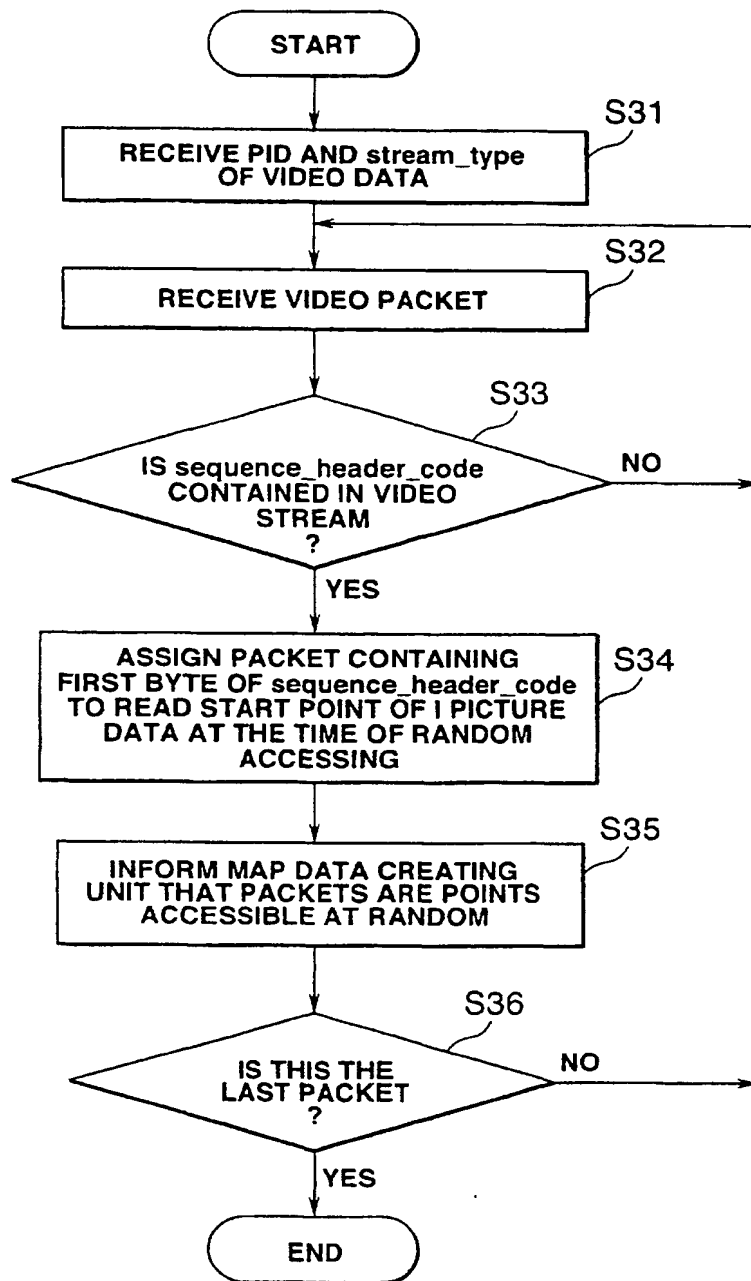 START
S31
RECEIVE PID AND stream_type
OF VIDEO DATA
S32
RECEIVE VIDEO PACKET
S33
IS sequence_header_code
CONTAINED IN VIDEO
STREAM
?
NO
YES
S34
ASSIGN PACKET CONTAINING
FIRST BYTE OF sequence_header_code
TO READ START POINT OF I PICTURE
DATA AT THE TIME OF RANDOM
ACCESSING
S35
INFORM MAP DATA CREATING
UNIT THAT PACKETS ARE POINTS
ACCESSIBLE AT RANDOM
S36
IS THIS THE
LAST PACKET
?
NO
YES
END